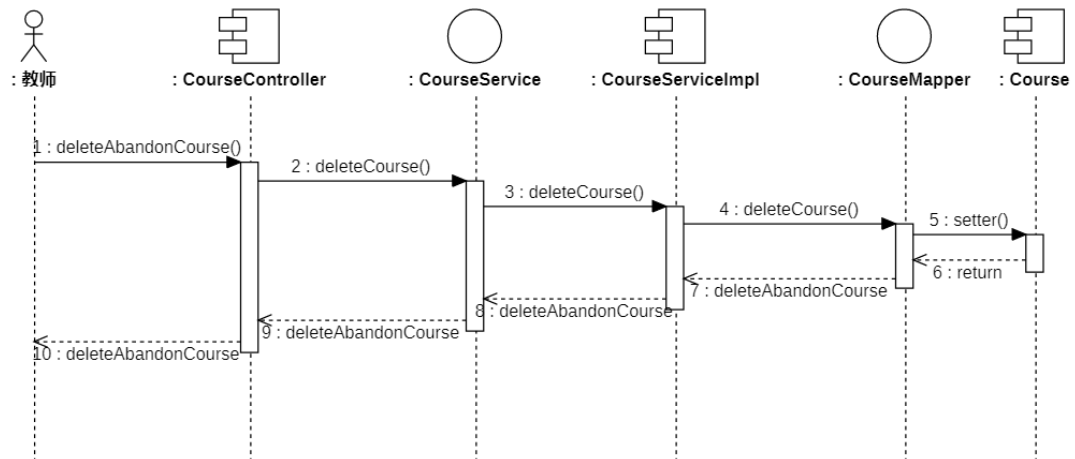 : 教师
: CourseController
: CourseService
: CourseServiceImpl
: CourseMapper
: Course
1 : deleteAbandonCourse()
2 : deleteCourse()
3 : deleteCourse()
4 : deleteCourse()
5 : setter()
6 : return
7 : deleteAbandonCourse
8 : deleteAbandonCourse
9 : deleteAbandonCourse
10 : deleteAbandonCourse